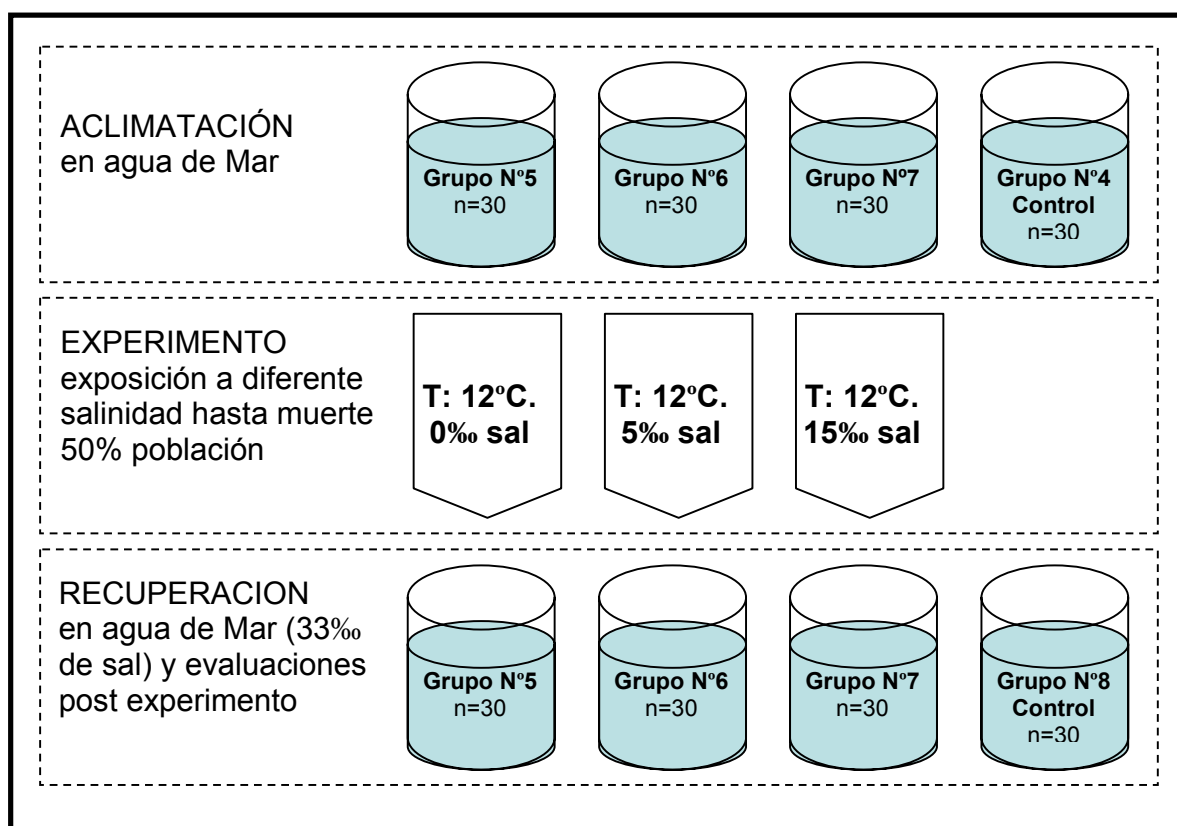 ACLIMATACIÓN
en agua de Mar
Grupo Nº5
n=30
Grupo Nº6
n=30
Grupo Nº7
n=30
Grupo Nº4
Control
n=30
EXPERIMENTO
exposición a diferente
salinidad hasta muerte
50% población
T: 12ºC.
0‰ sal
T: 12ºC.
5‰ sal
T: 12ºC.
15‰ sal
RECUPERACION
en agua de Mar (33‰
de sal) y evaluaciones
post experimento
Grupo Nº5
n=30
Grupo Nº6
n=30
Grupo Nº7
n=30
Grupo Nº8
Control
n=30